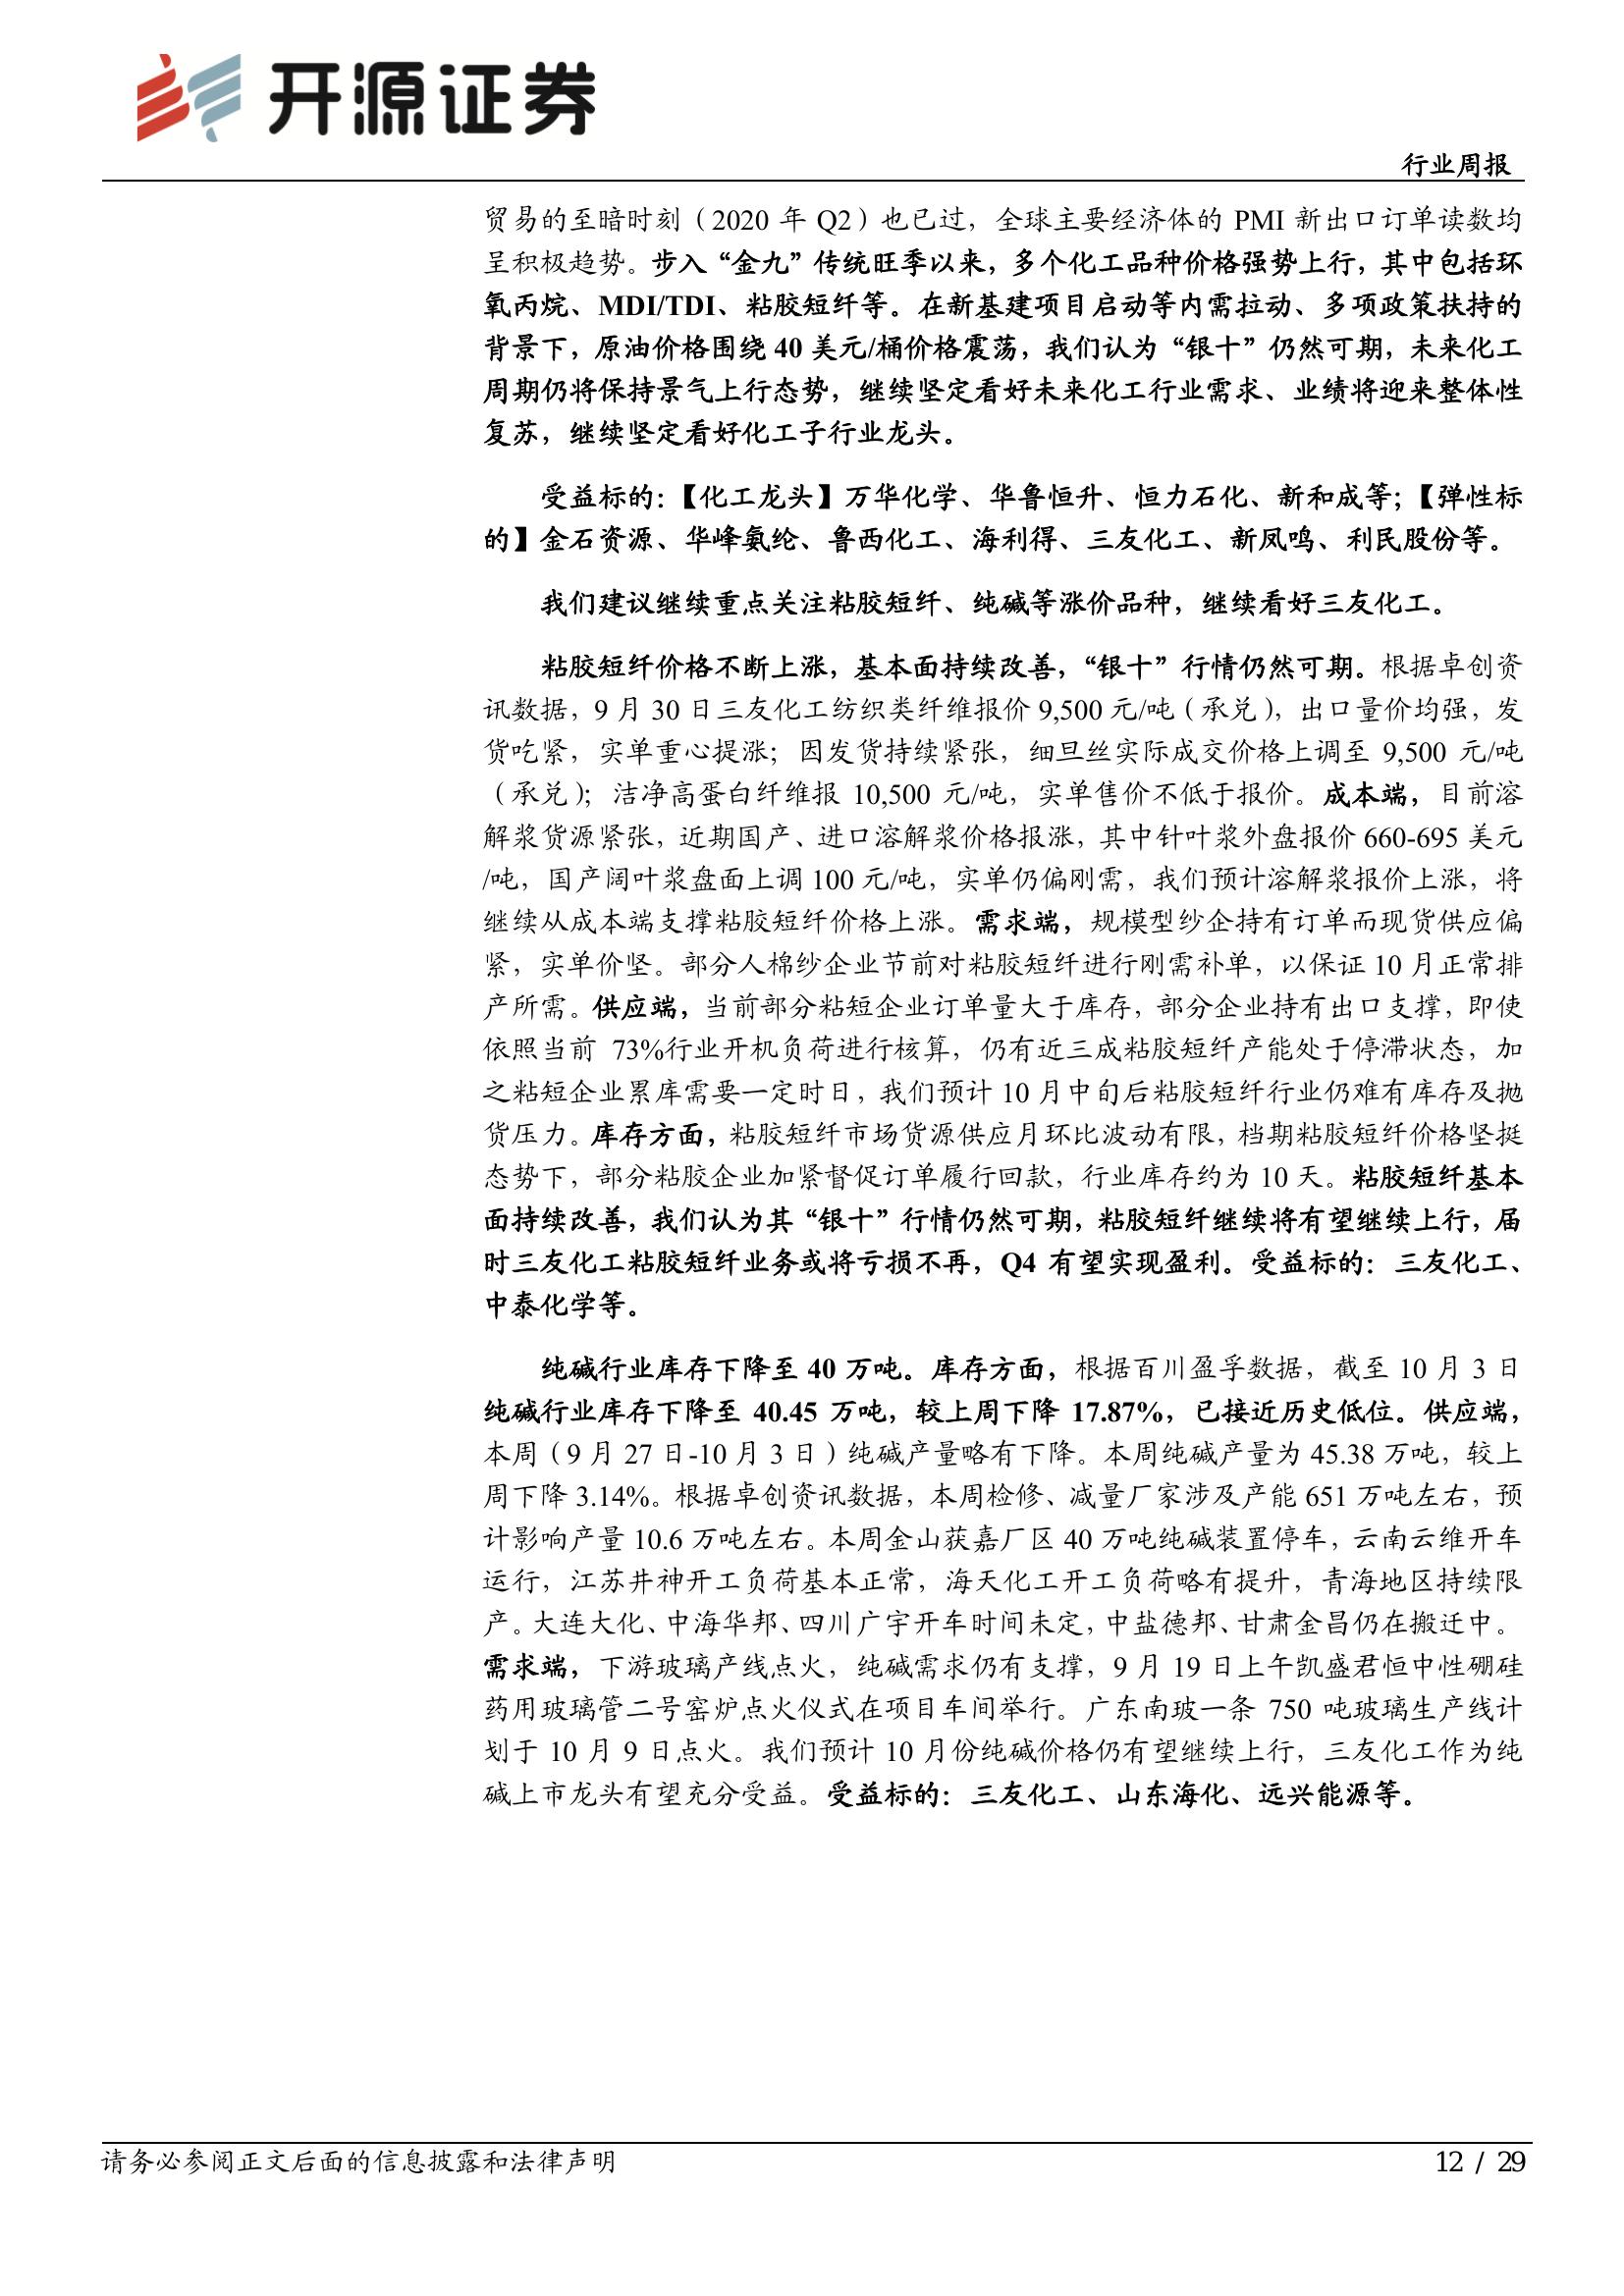 开源证券
行业周报
贸易的至暗时刻（2020 年 Q2）也已过，全球主要经济体的 PMI 新出口订单读数均
呈积极趋势。步入“金九”传统旺季以来，多个化工品种价格强势上行，其中包括环
氧丙烷、MDI/TDI、粘胶短纤等。在新基建项目启动等内需拉动、多项政策扶持的
背景下，原油价格围绕 40 美元/桶价格震荡，我们认为“银十”仍然可期，未来化工
周期仍将保持景气上行态势，继续坚定看好未来化工行业需求、业绩将迎来整体性
复苏，继续坚定看好化工子行业龙头。
受益标的：【化工龙头】万华化学、华鲁恒升、恒力石化、新和成等；【弹性标
的】金石资源、华峰氨纶、鲁西化工、海利得、三友化工、新凤鸣、利民股份等。
我们建议继续重点关注粘胶短纤、纯碱等涨价品种，继续看好三友化工。
粘胶短纤价格不断上涨，基本面持续改善，“银十”行情仍然可期。根据卓创资
讯数据，9 月 30 日三友化工纺织类纤维报价 9,500 元/吨（承兑），出口量价均强，发
货吃紧，实单重心提涨；因发货持续紧张，细旦丝实际成交价格上调至 9,500 元/吨
（承兑）；洁净高蛋白纤维报 10,500 元/吨，实单售价不低于报价。成本端，目前溶
解浆货源紧张，近期国产、进口溶解浆价格报涨，其中针叶浆外盘报价 660-695 美元
/吨，国产阔叶浆盘面上调 100 元/吨，实单仍偏刚需，我们预计溶解浆报价上涨，将
继续从成本端支撑粘胶短纤价格上涨。需求端，规模型纱企持有订单而现货供应偏
紧，实单价坚。部分人棉纱企业节前对粘胶短纤进行刚需补单，以保证 10 月正常排
产所需。供应端，当前部分粘短企业订单量大于库存，部分企业持有出口支撑，即使
依照当前 73%行业开机负荷进行核算，仍有近三成粘胶短纤产能处于停滞状态，加
之粘短企业累库需要一定时日，我们预计 10 月中旬后粘胶短纤行业仍难有库存及抛
货压力。库存方面，粘胶短纤市场货源供应月环比波动有限，档期粘胶短纤价格坚挺
态势下，部分粘胶企业加紧督促订单履行回款，行业库存约为 10 天。粘胶短纤基本
面持续改善，我们认为其“银十”行情仍然可期，粘胶短纤继续将有望继续上行，届
时三友化工粘胶短纤业务或将亏损不再，Q4 有望实现盈利。受益标的：三友化工、
中泰化学等。
纯碱行业库存下降至 40 万吨。库存方面，根据百川盈孚数据，截至 10 月 3 日
纯碱行业库存下降至 40.45 万吨，较上周下降 17.87%，已接近历史低位。供应端，
本周（9 月 27 日-10 月 3 日）纯碱产量略有下降。本周纯碱产量为 45.38 万吨，较上
周下降 3.14%。根据卓创资讯数据，本周检修、减量厂家涉及产能 651 万吨左右，预
计影响产量 10.6 万吨左右。本周金山获嘉厂区 40 万吨纯碱装置停车，云南云维开车
运行，江苏井神开工负荷基本正常，海天化工开工负荷略有提升，青海地区持续限
产。大连大化、中海华邦、四川广宇开车时间未定，中盐德邦、甘肃金昌仍在搬迁中。
需求端，下游玻璃产线点火，纯碱需求仍有支撑，9 月 19 日上午凯盛君恒中性硼硅
药用玻璃管二号窑炉点火仪式在项目车间举行。广东南玻一条 750 吨玻璃生产线计
划于 10 月 9 日点火。我们预计 10 月份纯碱价格仍有望继续上行，三友化工作为纯
碱上市龙头有望充分受益。受益标的：三友化工、山东海化、远兴能源等。
请务必参阅正文后面的信息披露和法律声明
12 / 29